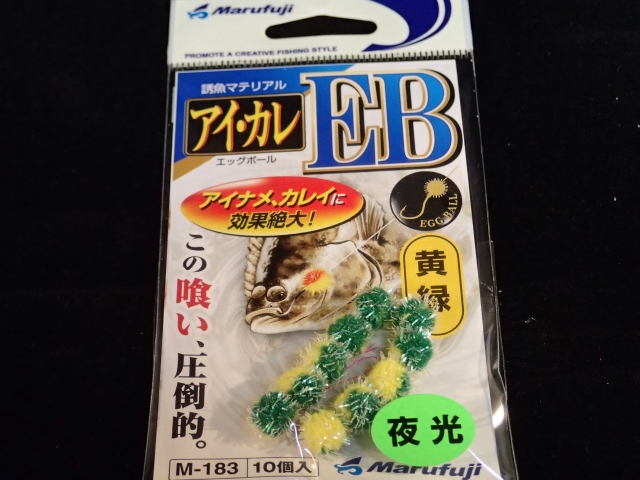 Marufuji
PROMOTE A CREATIVE FISHING STYLE
誘魚マテリアル
アイ・カレ
EB
エッグボール
アイナメ、カレイに
効果絶大!
EGG BALL
黄緑
この喰い、圧倒的。
夜光
M-183 10個入
Marufuji